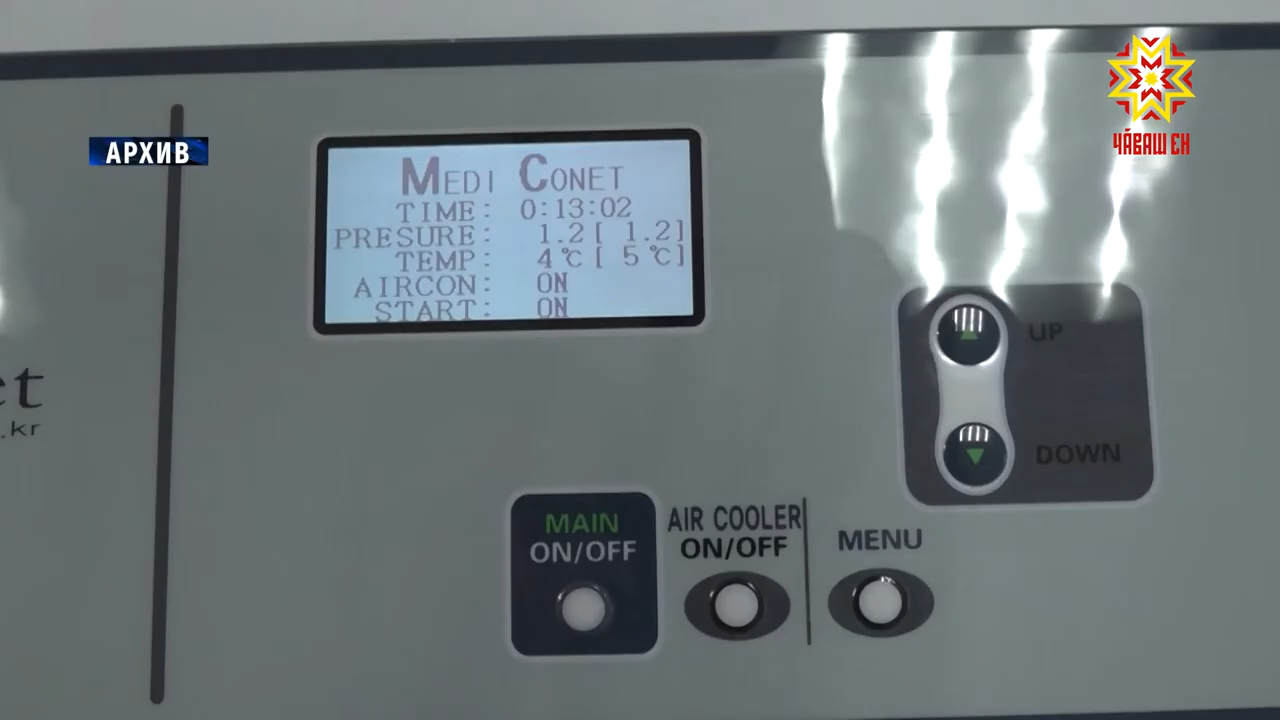 АРХИВ
ЧӐВАШ ЕН
MEDI CONET
TIME: 0:13:02
PRESURE: 1.2[ 1.2]
TEMP: 4℃ [ 5℃]
AIRCON: ON
START: ON
et
.kr
UP
DOWN
MAIN
ON/OFF
AIR COOLER
ON/OFF
MENU